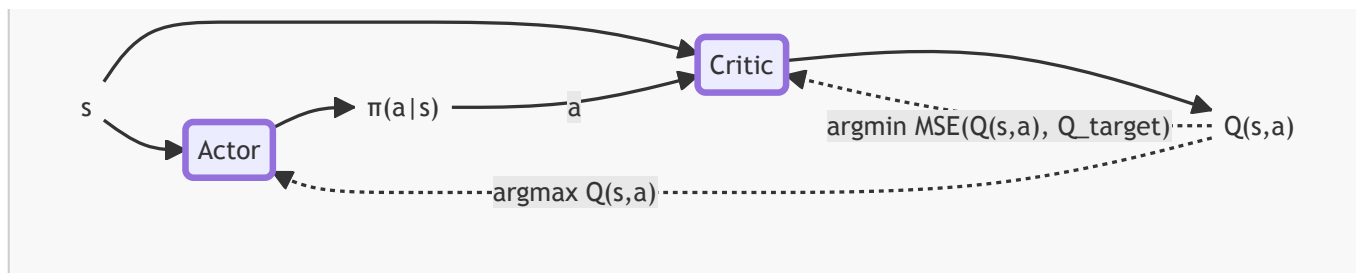 s
Actor
π(a|s)
a
Critic
argmin MSE(Q(s,a), Q_target)
Q(s,a)
argmax Q(s,a)